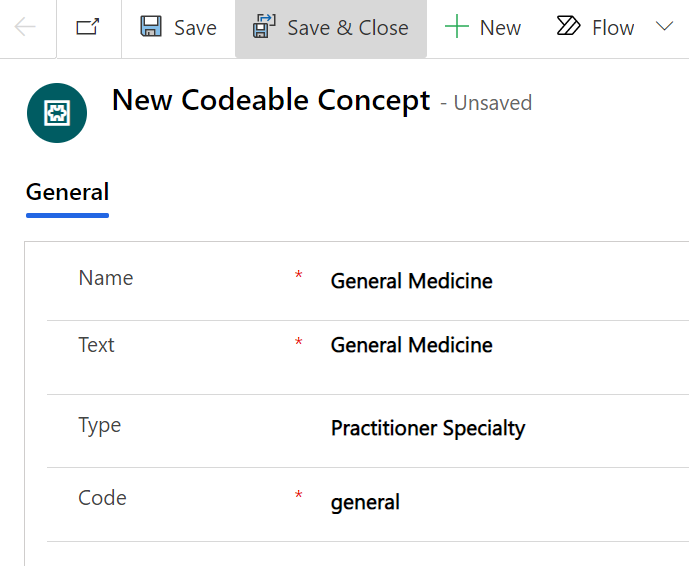 Save Save & Close New Flow
New Codeable Concept - Unsaved
General
Name * General Medicine
Text * General Medicine
Type Practitioner Specialty
Code * general